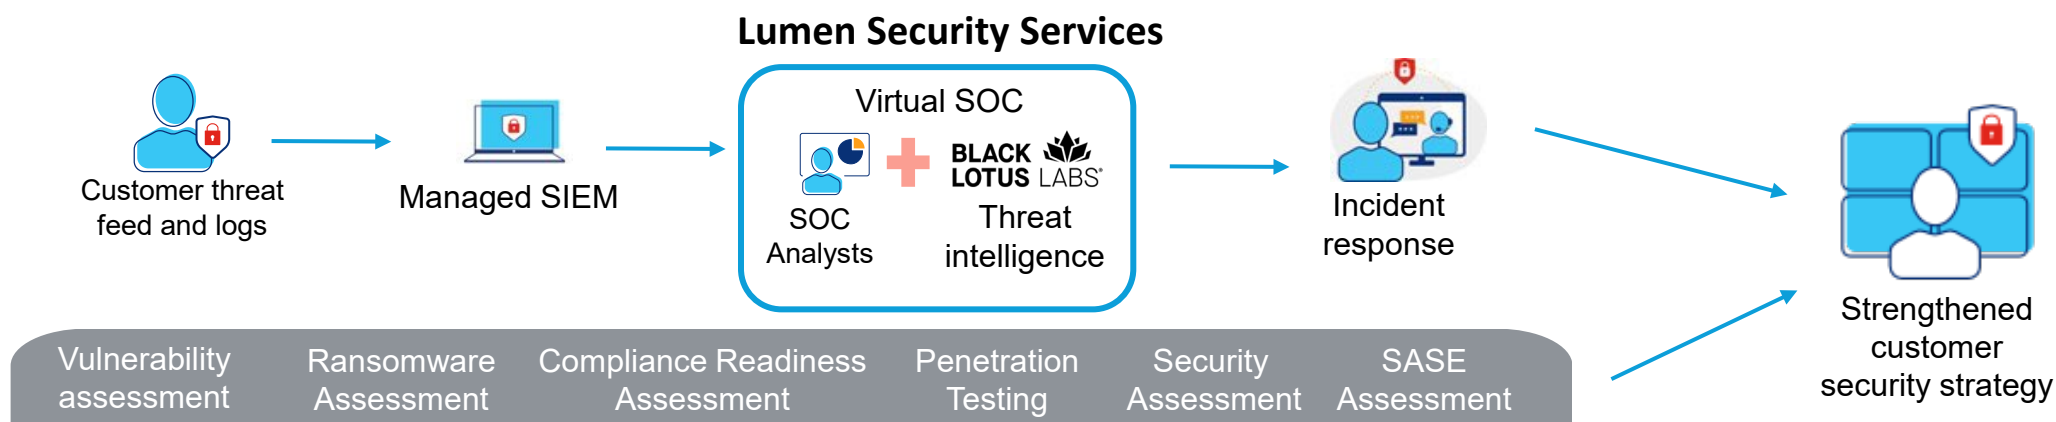 Lumen Security Services
Customer threat
feed and logs
Managed SIEM
Virtual SOC
SOC
Analysts
BLACK
LOTUS LABS®
Threat
intelligence
Incident
response
Strengthened
customer
security strategy
Vulnerability
assessment
Ransomware
Assessment
Compliance Readiness
Assessment
Penetration
Testing
Security
Assessment
SASE
Assessment